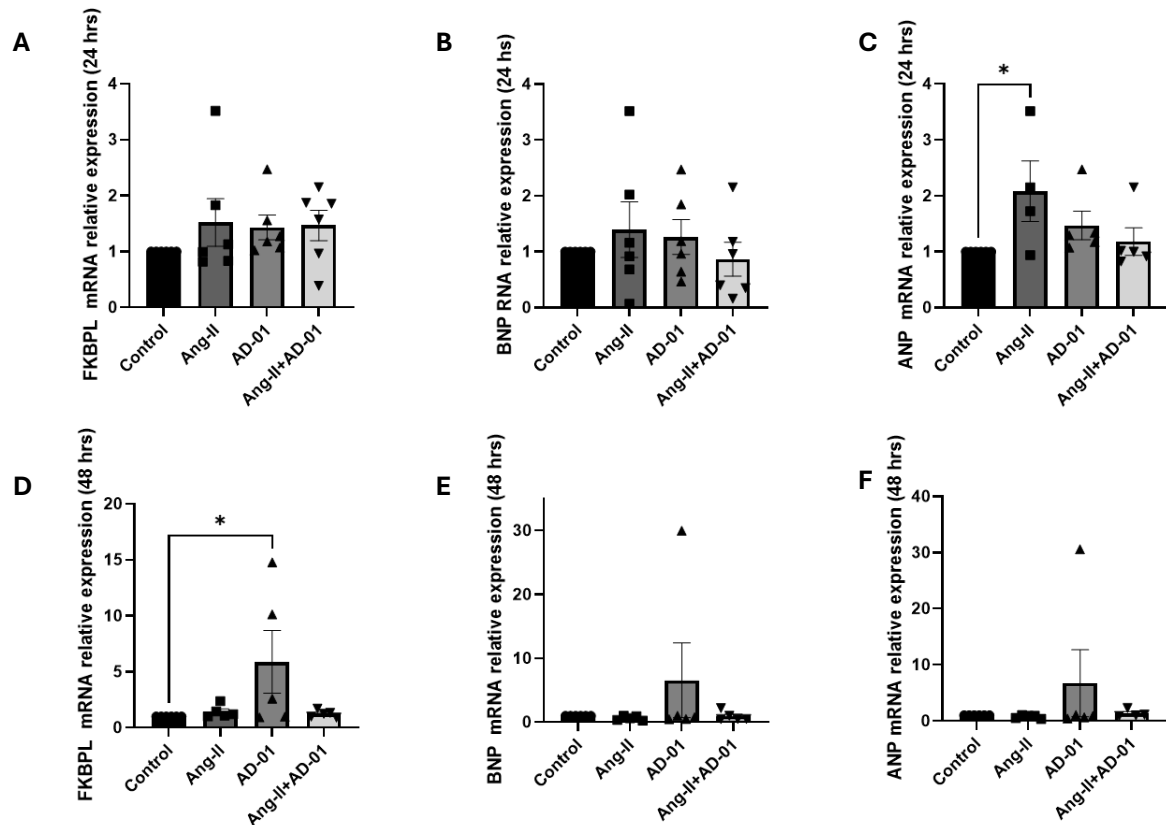 A
FKBPL mRNA relative expression (24 hrs)
4
3
2
1
0
Control
Ang-II
AD-01
Ang-II+AD-01
B
BNP RNA relative expression (24 hs)
4
3
2
1
0
Control
Ang-II
AD-01
Ang-II+AD-01
C
ANP mRNA relative expression (24 hrs)
4
3
2
1
0
*
Control
Ang-II
AD-01
Ang-II+AD-01
D
FKBPL mRNA relative expression (48 hrs)
20
15
10
5
0
*
Control
Ang-II
AD-01
Ang-II+AD-01
E
BNP mRNA relative expression (48 hrs)
30
20
10
0
Control
Ang-II
AD-01
Ang-II+AD-01
F
ANP mRNA relative expression (48 hrs)
40
30
20
10
0
Control
Ang-II
AD-01
Ang-II+AD-01